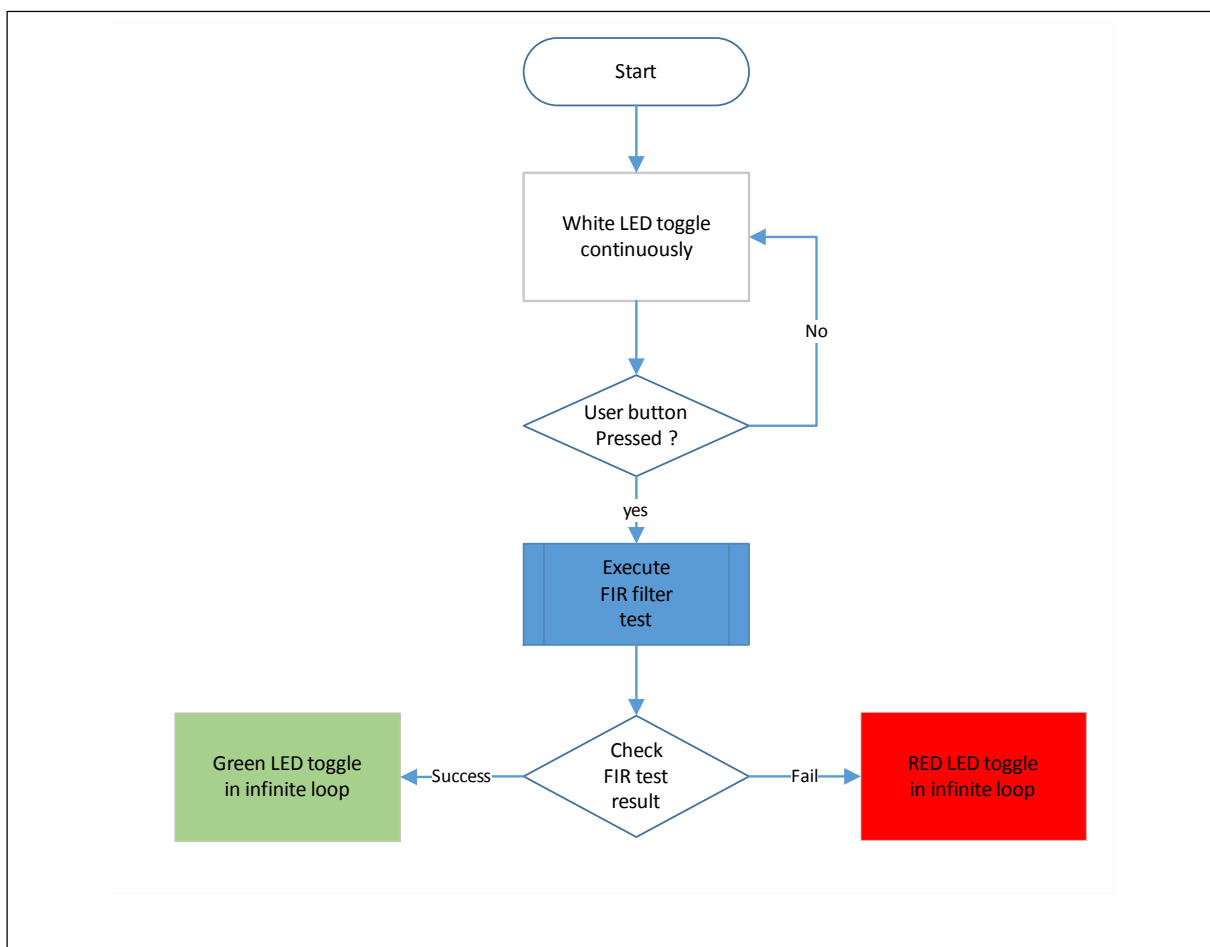 Start
White LED toggle
continuously
No
User button
Pressed ?
yes
Execute
FIR filter
test
Green LED toggle
in infinite loop
Success
Check
FIR test
result
Fail
RED LED toggle
in infinite loop